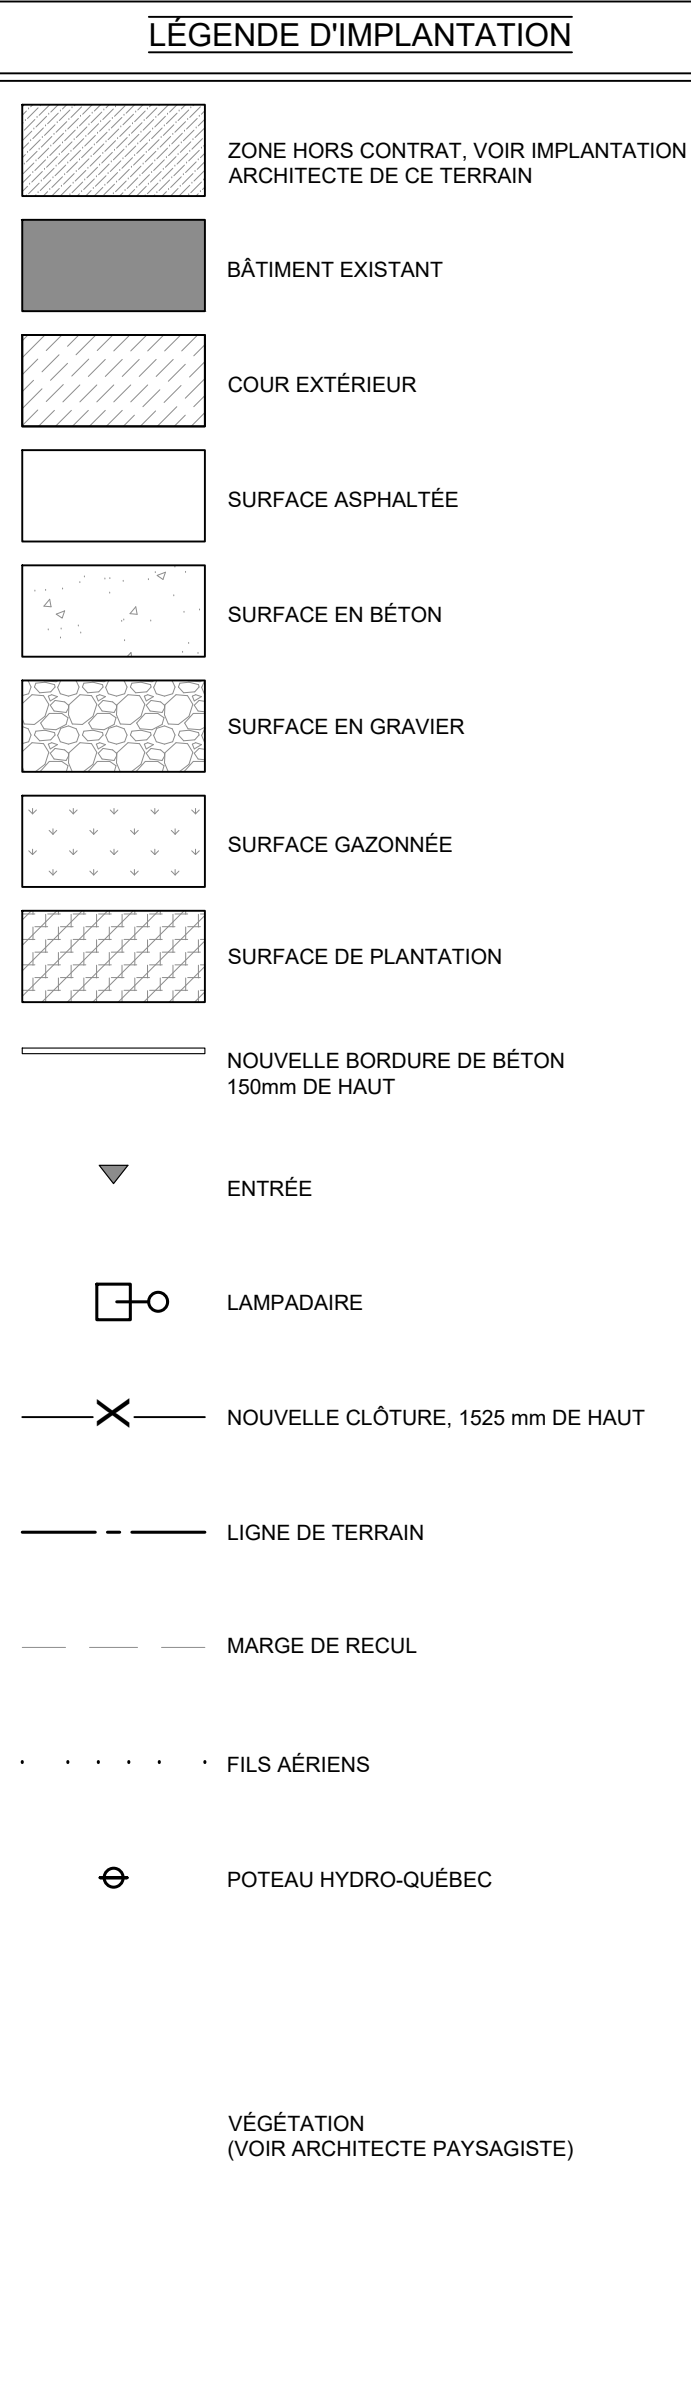 LÉGENDE D'IMPLANTATION
ZONE HORS CONTRAT, VOIR IMPLANTATION
ARCHITECTE DE CE TERRAIN
BÂTIMENT EXISTANT
COUR EXTÉRIEUR
SURFACE ASPHALTÉE
SURFACE EN BÉTON
SURFACE EN GRAVIER
SURFACE GAZONNÉE
SURFACE DE PLANTATION
NOUVELLE BORDURE DE BÉTON
150mm DE HAUT
ENTRÉE
LAMPADAIRE
NOUVELLE CLÔTURE, 1525 mm DE HAUT
LIGNE DE TERRAIN
MARGE DE RECUL
FILS AÉRIENS
POTEAU HYDRO-QUÉBEC
VÉGÉTATION
(VOIR ARCHITECTE PAYSAGISTE)